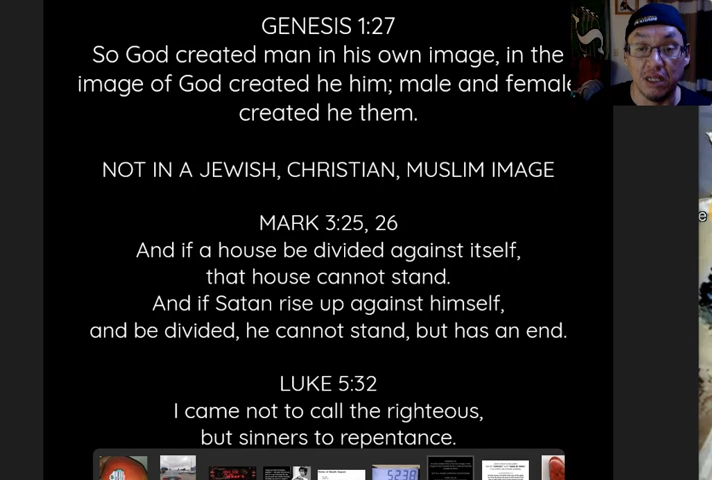 GENESIS 1:27
So God created man in his own image, in the
image of God created he him; male and female
created he them.
NOT IN A JEWISH, CHRISTIAN, MUSLIM IMAGE
MARK 3:25, 26
And if a house be divided against itself,
that house cannot stand.
And if Satan rise up against himself,
and be divided, he cannot stand, but has an end.
LUKE 5:32
I came not to call the righteous,
but sinners to repentance.
5238
e